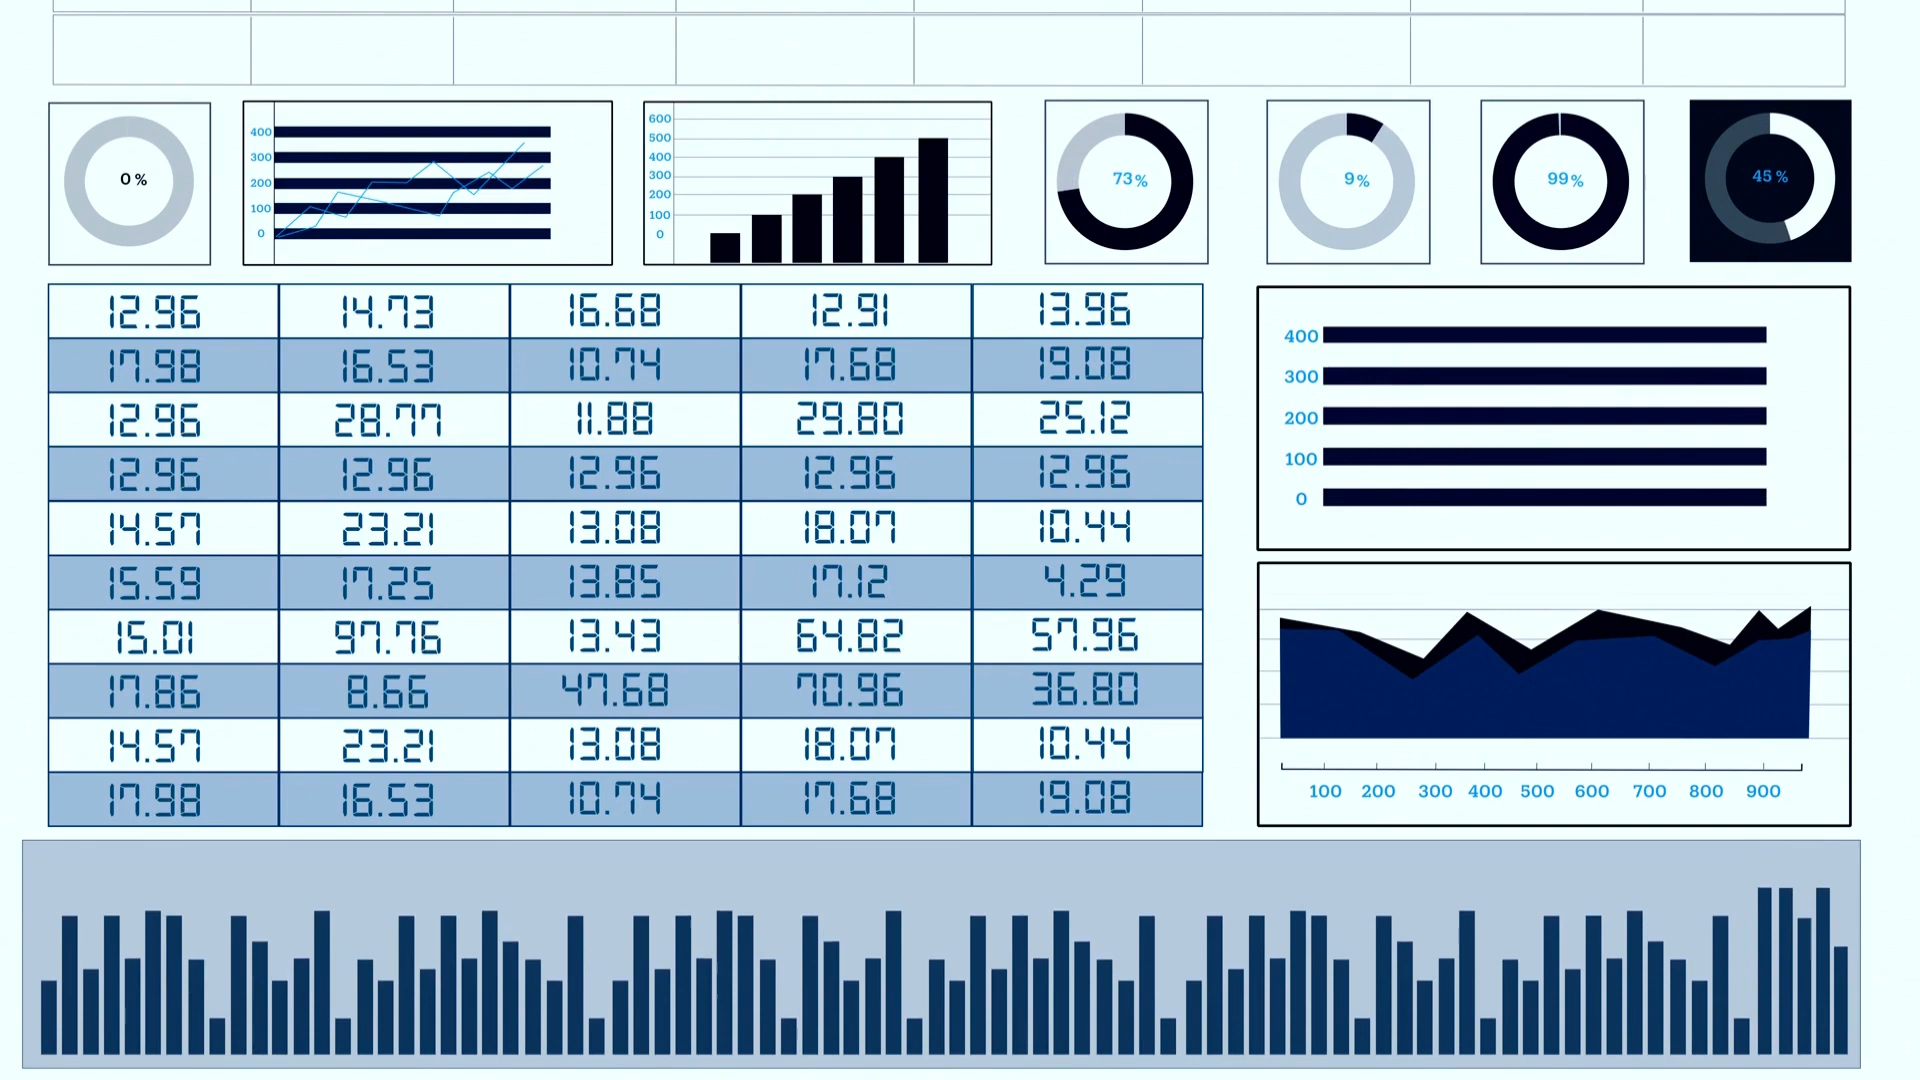 0 %
400
300
200
100
0
600
500
400
300
200
100
0
73 %
9 %
99 %
45 %
12.96 14.73 16.68 12.91 13.96
17.98 16.53 10.74 17.68 19.08
12.96 28.77 11.88 29.80 25.12
12.96 12.96 12.96 12.96 12.96
14.57 23.21 13.08 18.07 10.44
15.59 17.25 13.85 17.12 4.29
15.01 97.76 13.43 64.82 57.96
17.86 8.66 47.68 70.96 36.80
14.57 23.21 13.08 18.07 10.44
17.98 16.53 10.74 17.68 19.08
400
300
200
100
0
100 200 300 400 500 600 700 800 900